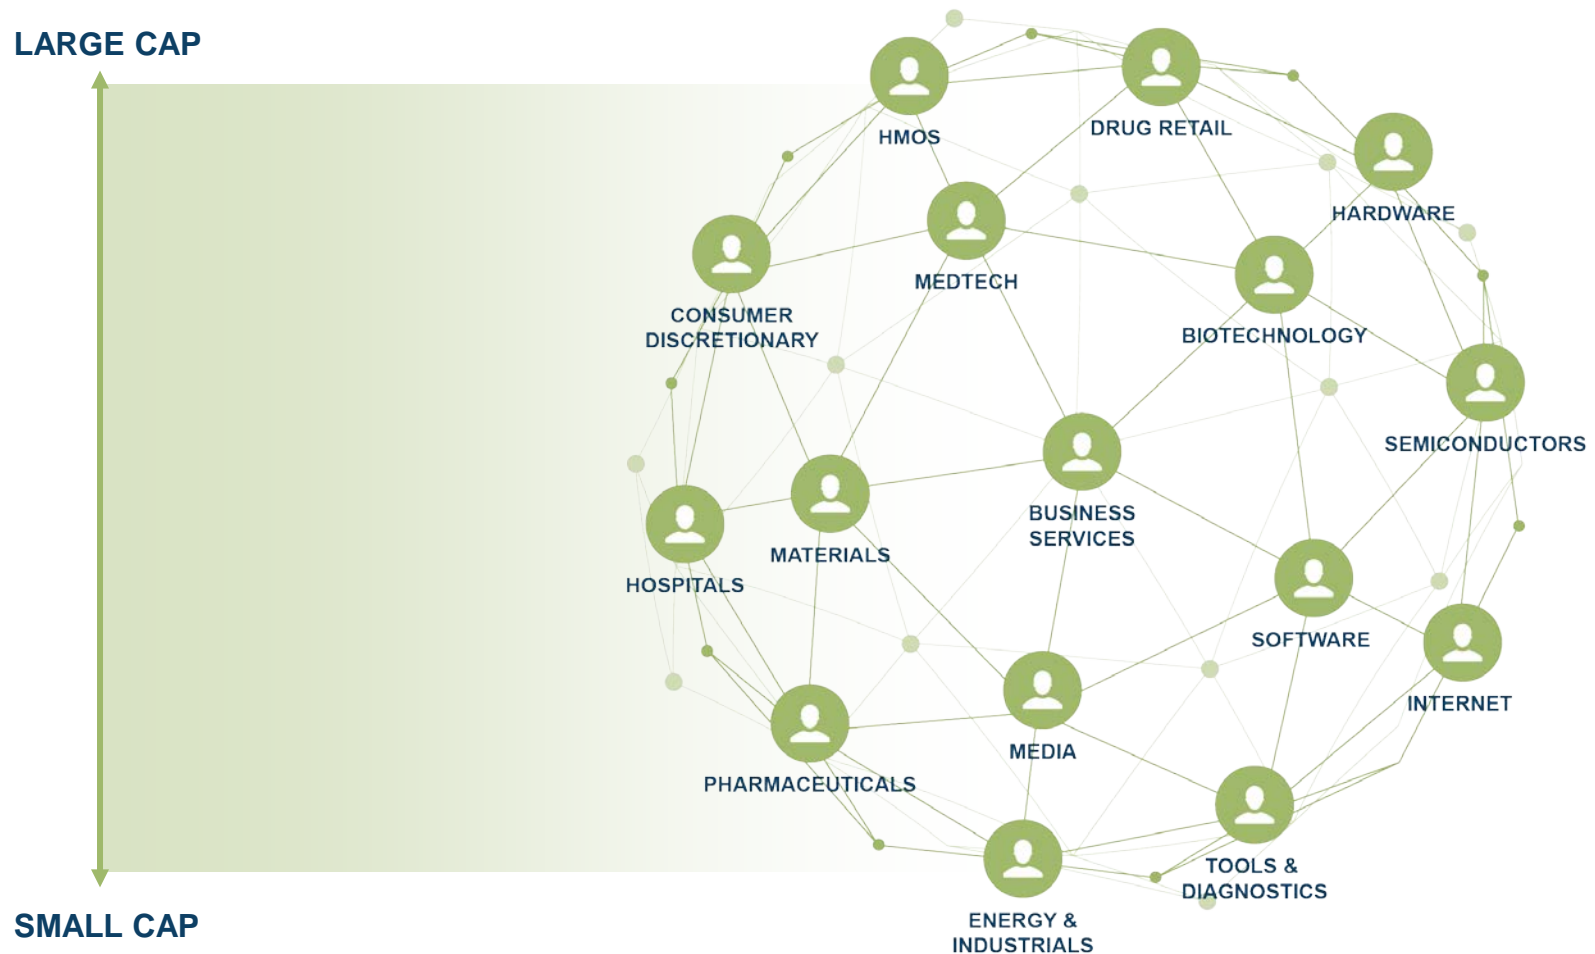 LARGE CAP
HMOS
DRUG RETAIL
HARDWARE
MEDTECH
CONSUMER
DISCRETIONARY
BIOTECHNOLOGY
SEMICONDUCTORS
BUSINESS
SERVICES
MATERIALS
HOSPITALS
SOFTWARE
INTERNET
MEDIA
PHARMACEUTICALS
TOOLS &
DIAGNOSTICS
ENERGY &
INDUSTRIALS
SMALL CAP